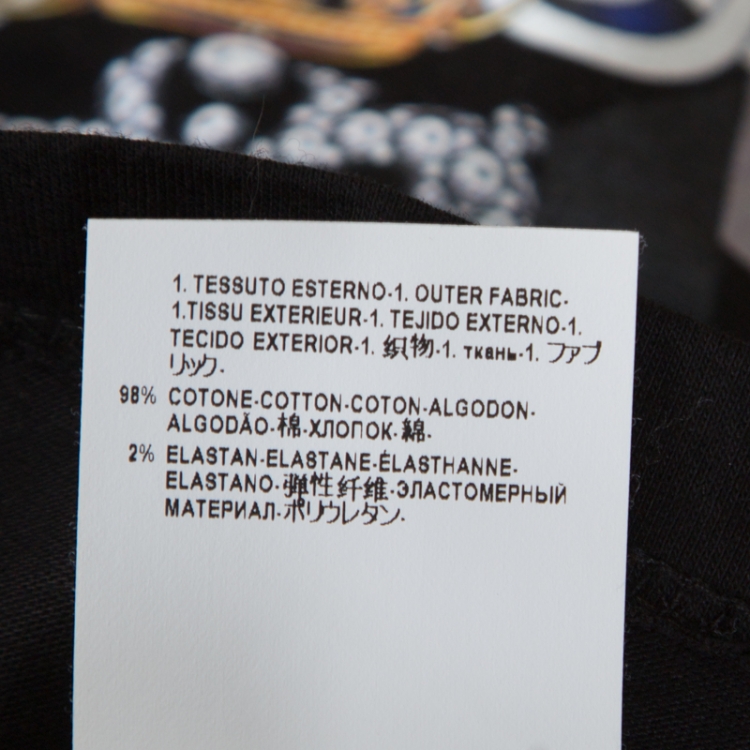 1. TESSUTO ESTERNO-1. OUTER FABRIC-
1.TISSU EXTERIEUR-1. TEJIDO EXTERNO-1.
TECIDO EXTERIOR-1. 织物-1. ткань-1. ファブ
リック-
98% COTONE-COTTON-COTON-ALGODON-
ALGODÃO-棉-ХЛОПОК-綿-
2% ELASTAN-ELASTANE-ÉLASTHANNE-
ELASTANO-弹性纤维-ЭЛАСТОМЕРНЫЙ
МАТЕРИАЛ-ポリウレタン-